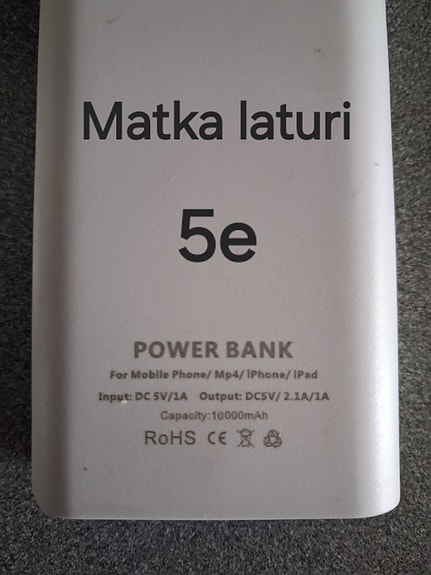 Matka laturi
5e
POWER BANK
For Mobile Phone/ Mp4/ iPhone/ iPad
Input: DC 5V/1A Output: DC5V/ 2.1A/1A
Capacity:10000mAh
RoHS CE